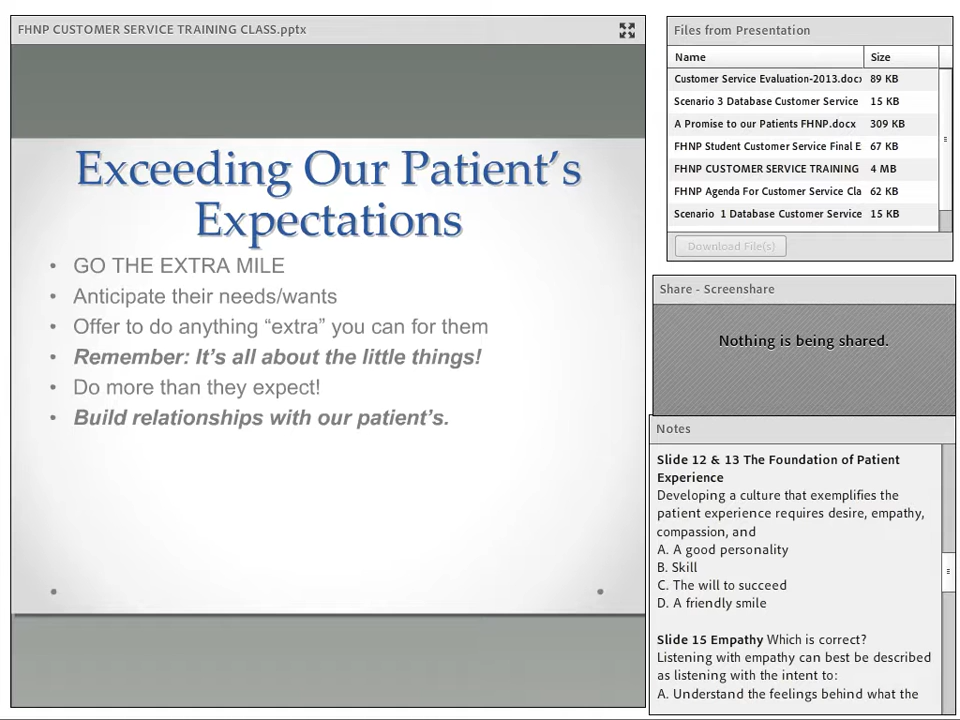 FHNP CUSTOMER SERVICE TRAINING CLASS.pptx
Exceeding Our Patient's
Expectations
• GO THE EXTRA MILE
• Anticipate their needs/wants
• Offer to do anything “extra” you can for them
• Remember: It’s all about the little things!
• Do more than they expect!
• Build relationships with our patient’s.
Files from Presentation
Name Size
Customer Service Evaluation-2013.docx 89 KB
Scenario 3 Database Customer Service 15 KB
A Promise to our Patients FHNP.docx 309 KB
FHNP Student Customer Service Final E 67 KB
FHNP CUSTOMER SERVICE TRAINING 4 MB
FHNP Agenda For Customer Service Cla 62 KB
Scenario 1 Database Customer Service 15 KB
Download File(s)
Share - Screenshare
Nothing is being shared.
Notes
Slide 12 & 13 The Foundation of Patient
Experience
Developing a culture that exemplifies the
patient experience requires desire, empathy,
compassion, and
A. A good personality
B. Skill
C. The will to succeed
D. A friendly smile
Slide 15 Empathy Which is correct?
Listening with empathy can best be described
as listening with the intent to:
A. Understand the feelings behind what the